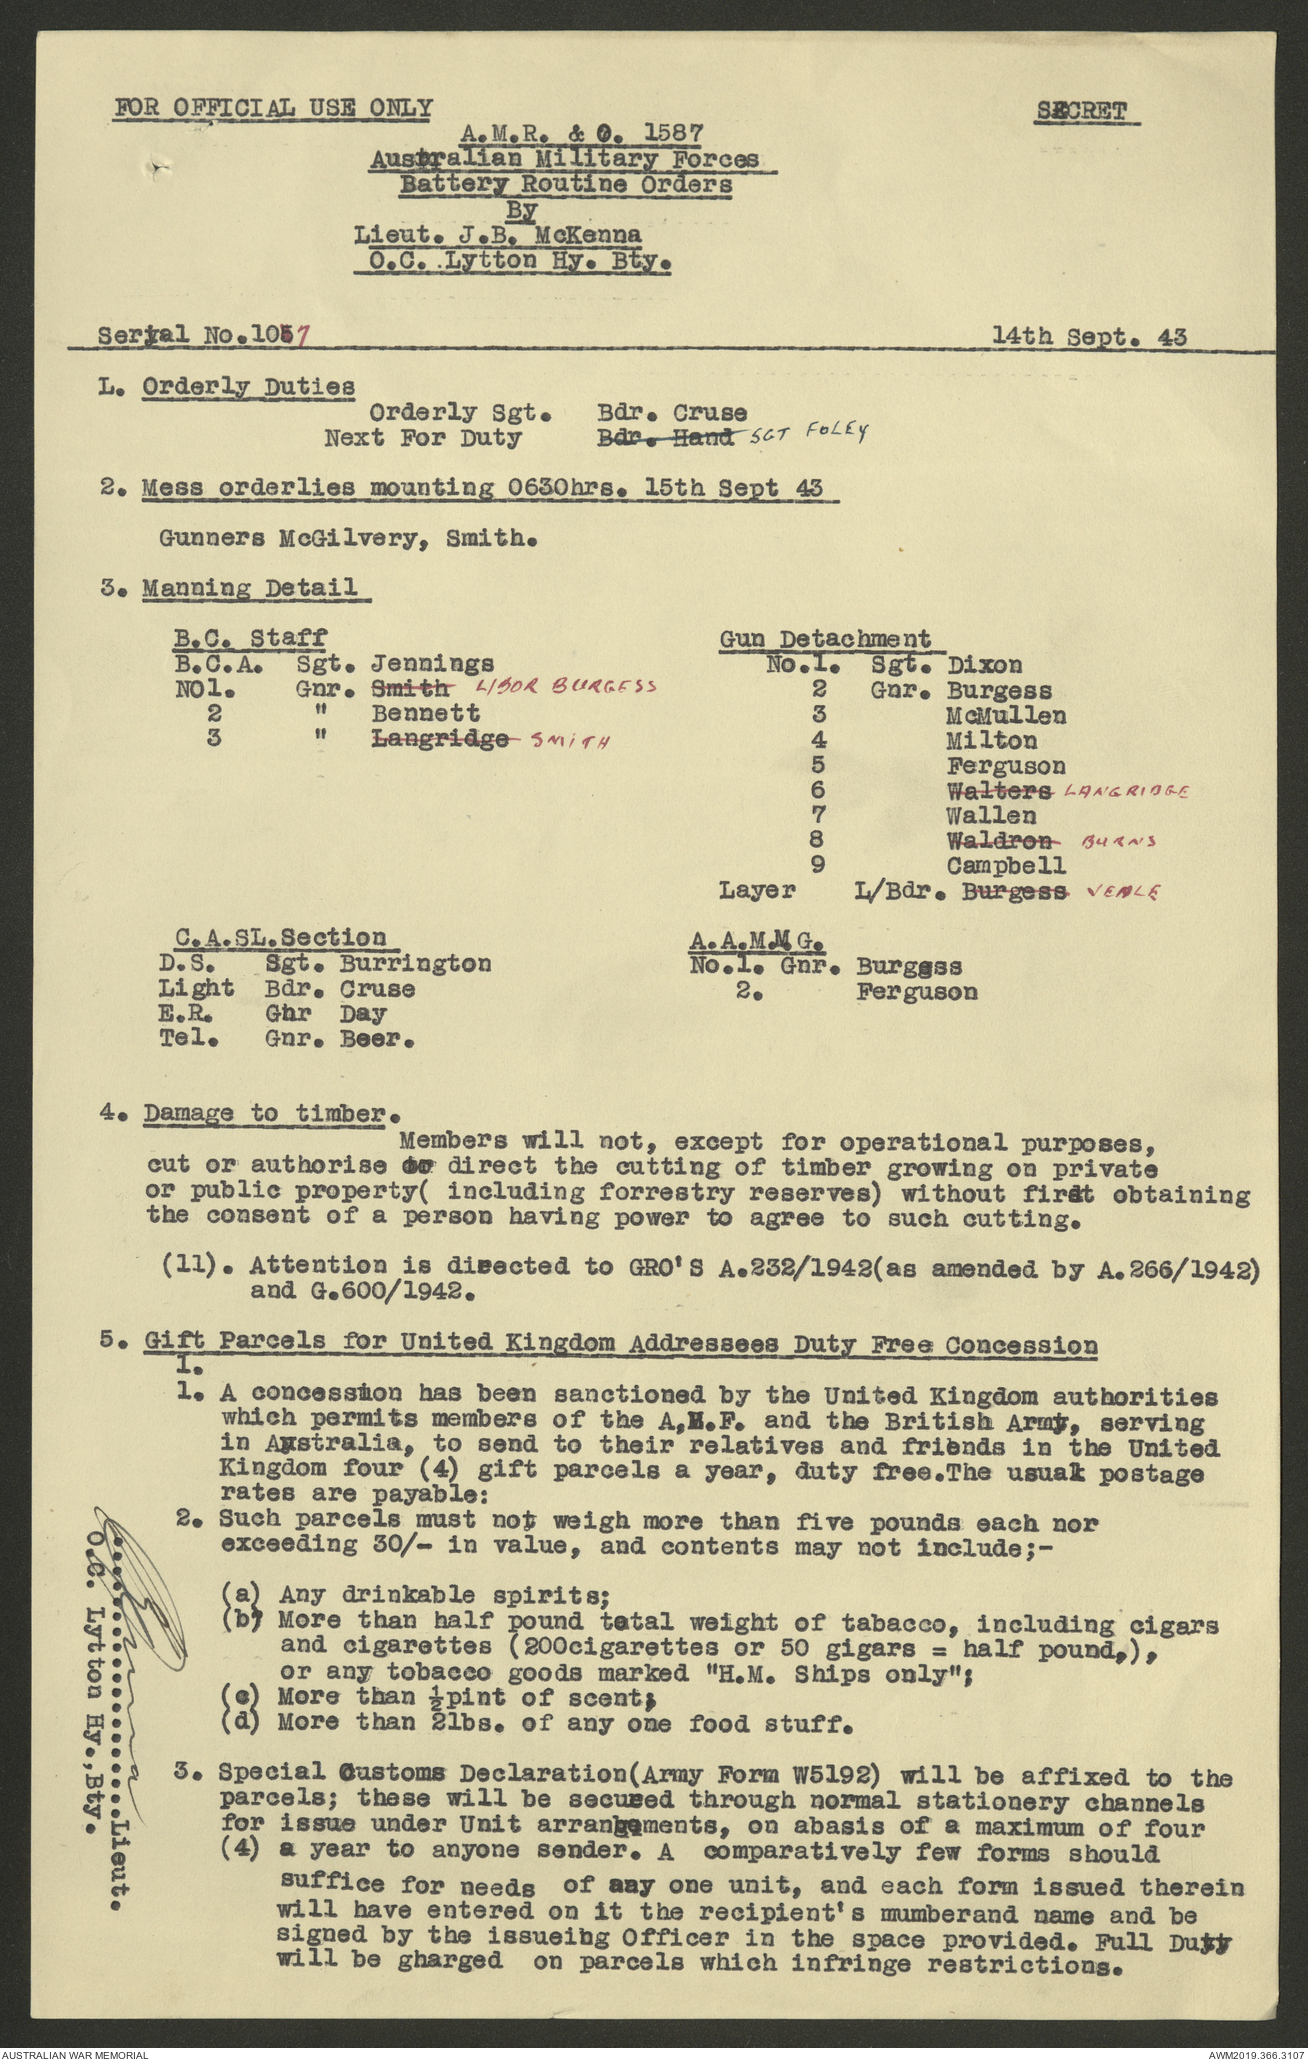 FOR OFFICIAL USE ONLY SECRET
A.M.R. & O. 1587
Australian Military Forces
Battery Routine Orders
By
Lieut. J.B. McKenna
O.C. .Lytton Hy. Bty.
Serial No.1057 14th Sept. 43
L. Orderly Duties
Orderly Sgt. Bdr. Cruse
Next For Duty Bdr. Hand SGT FOLEY
2. Mess orderlies mounting 0630hrs. 15th Sept 43
Gunners McGilvery, Smith.
3. Manning Detail
B.C. Staff
B.C.A. Sgt. Jennings
NO1. Gnr. Smith L/BDR BURGESS
2 " Bennett
3 " Langridge SMITH
Gun Detachment
No.1. Sgt. Dixon
2 Gnr. Burgess
3 McMullen
4 Milton
5 Ferguson
6 Walters LANGRIDGE
7 Wallen
8 Waldron BURNS
9 Campbell
Layer L/Bdr. Burgess VEALE
C.A.SL.Section
D.S. Sgt. Burrington
Light Bdr. Cruse
E.R. Ghr Day
Tel. Gnr. Beer.
A.A.M.M.G.
No.1. Gnr. Burgess
2. Ferguson
4. Damage to timber.
Members will not, except for operational purposes,
cut or authorise or direct the cutting of timber growing on private
or public property( including forrestry reserves) without first obtaining
the consent of a person having power to agree to such cutting.
(11). Attention is directed to GRO'S A.232/1942(as amended by A.266/1942)
and G.600/1942.
5. Gift Parcels for United Kingdom Addressees Duty Free Concession
I.
1. A concession has been sanctioned by the United Kingdom authorities
which permits members of the A,M.F. and the British Army, serving
in Australia, to send to their relatives and friends in the United
Kingdom four (4) gift parcels a year, duty free.The usual postage
rates are payable:
2. Such parcels must not weigh more than five pounds each nor
exceeding 30/- in value, and contents may not include;-
(a) Any drinkable spirits;
(b) More than half pound total weight of tabacco, including cigars
and cigarettes (200cigarettes or 50 gigars = half pound,),
or any tobacco goods marked "H.M. Ships only";
(c) More than ½pint of scent;
(d) More than 2lbs. of any one food stuff.
3. Special Customs Declaration(Army Form W5192) will be affixed to the
parcels; these will be secured through normal stationery channels
for issue under Unit arrangements, on abasis of a maximum of four
(4) a year to anyone sender. A comparatively few forms should
suffice for needs of any one unit, and each form issued therein
will have entered on it the recipient's mumberand name and be
signed by the issueing Officer in the space provided. Full Duty
will be gharged on parcels which infringe restrictions.
....................Lieut.
O.C. Lytton Hy.,Bty.
AUSTRALIAN WAR MEMORIAL AWM2019.366.3107